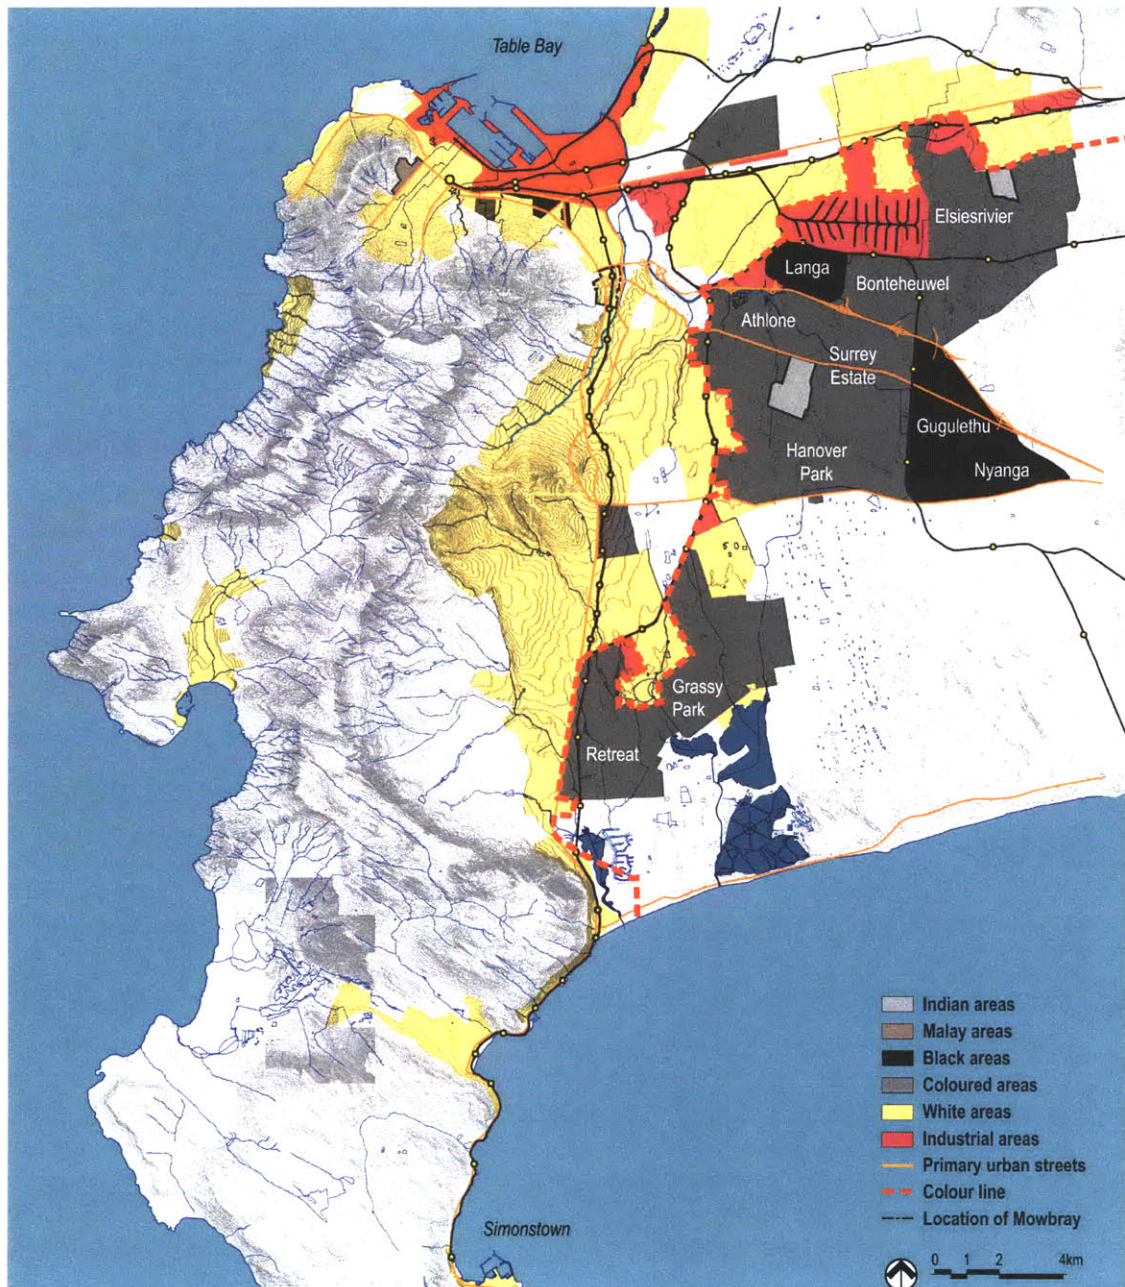 Table Bay
Elsiesrivier
Langa
Bonteheuwel
Athlone
Surrey
Estate
Gugulethu
Hanover
Park
Nyanga
Grassy
Park
Retreat
Indian areas
Malay areas
Black areas
Coloured areas
White areas
Industrial areas
Primary urban streets
Colour line
Location of Mowbray
Simonstown
0 1 2 4km